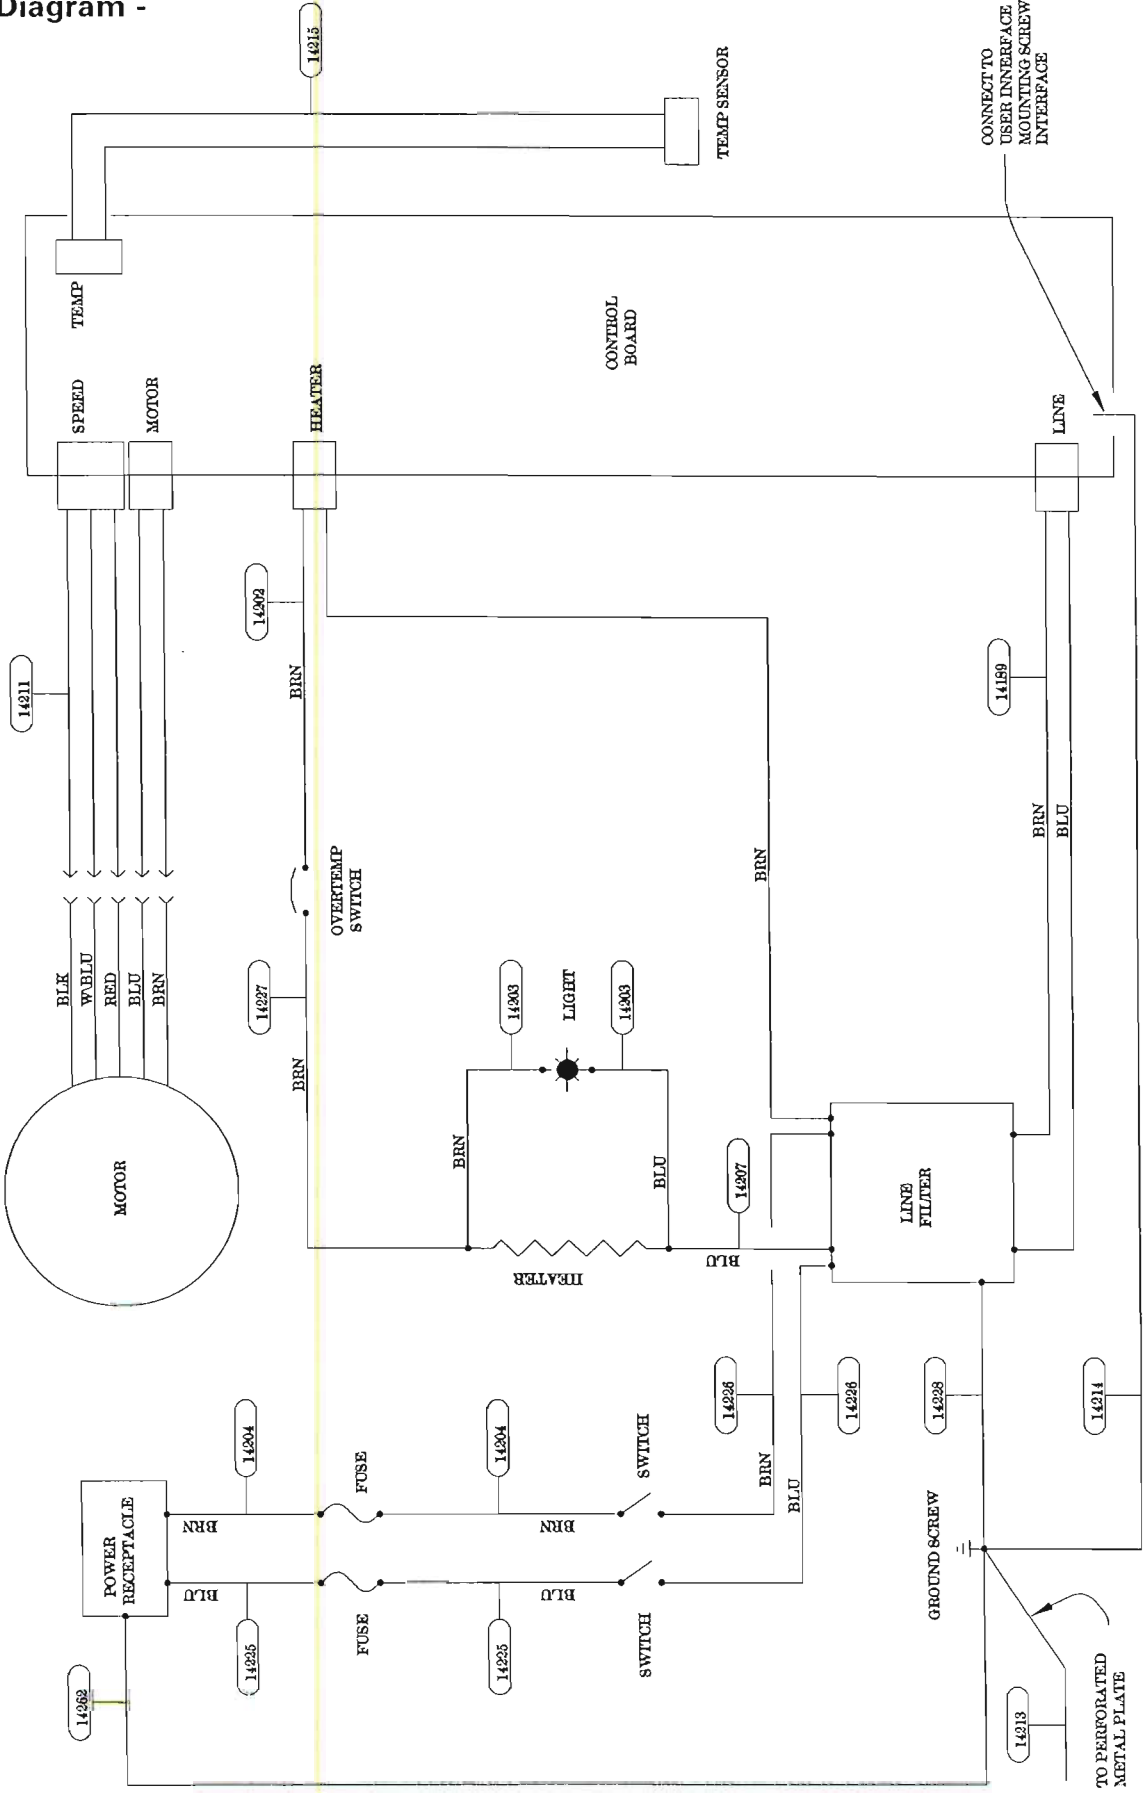 Diagram -
14215
TEMP SENSOR
CONNECT TO
USER INNERFACE
MOUNTING SCREW
INTERFACE
TEMP
SPEED
MOTOR
HEATER
CONTROL
BOARD
LINE
14211
14202
14189
BRN
BRN
BRN
BLU
OVERTEMP
SWITCH
BLK
W\BLU
RED
BLU
BRN
14227
BRN
14203
LIGHT
14203
MOTOR
BRN
BLU
14207
HEATER
BLU
LINE
FILTER
14204
14204
FUSE
SWITCH
14226
14226
14228
14214
BRN
BLU
POWER
RECEPTACLE
BRN
BLU
BRN
BLU
14225
14225
FUSE
SWITCH
GROUND SCREW
14262
14213
TO PERFORATED
METAL PLATE